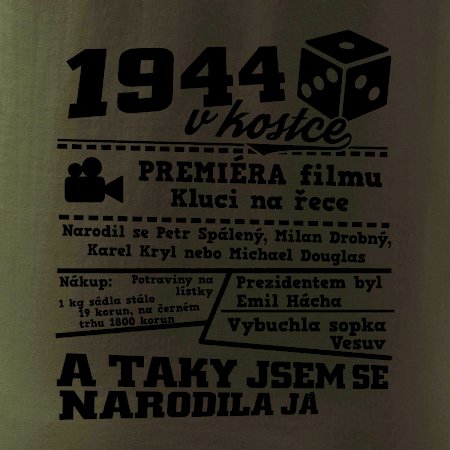 1944
v kostce
PREMIÉRA filmu
Kluci na řece
Narodil se Petr Spálený, Milan Drobný,
Karel Kryl nebo Michael Douglas
Nákup: Potraviny na
lístky
1 kg sádla stálo
19 korun, na černém
trhu 1800 korun
Prezidentem byl
Emil Hácha
Vybuchla sopka
Vesuv
A TAKY JSEM SE
NARODILA JÁ